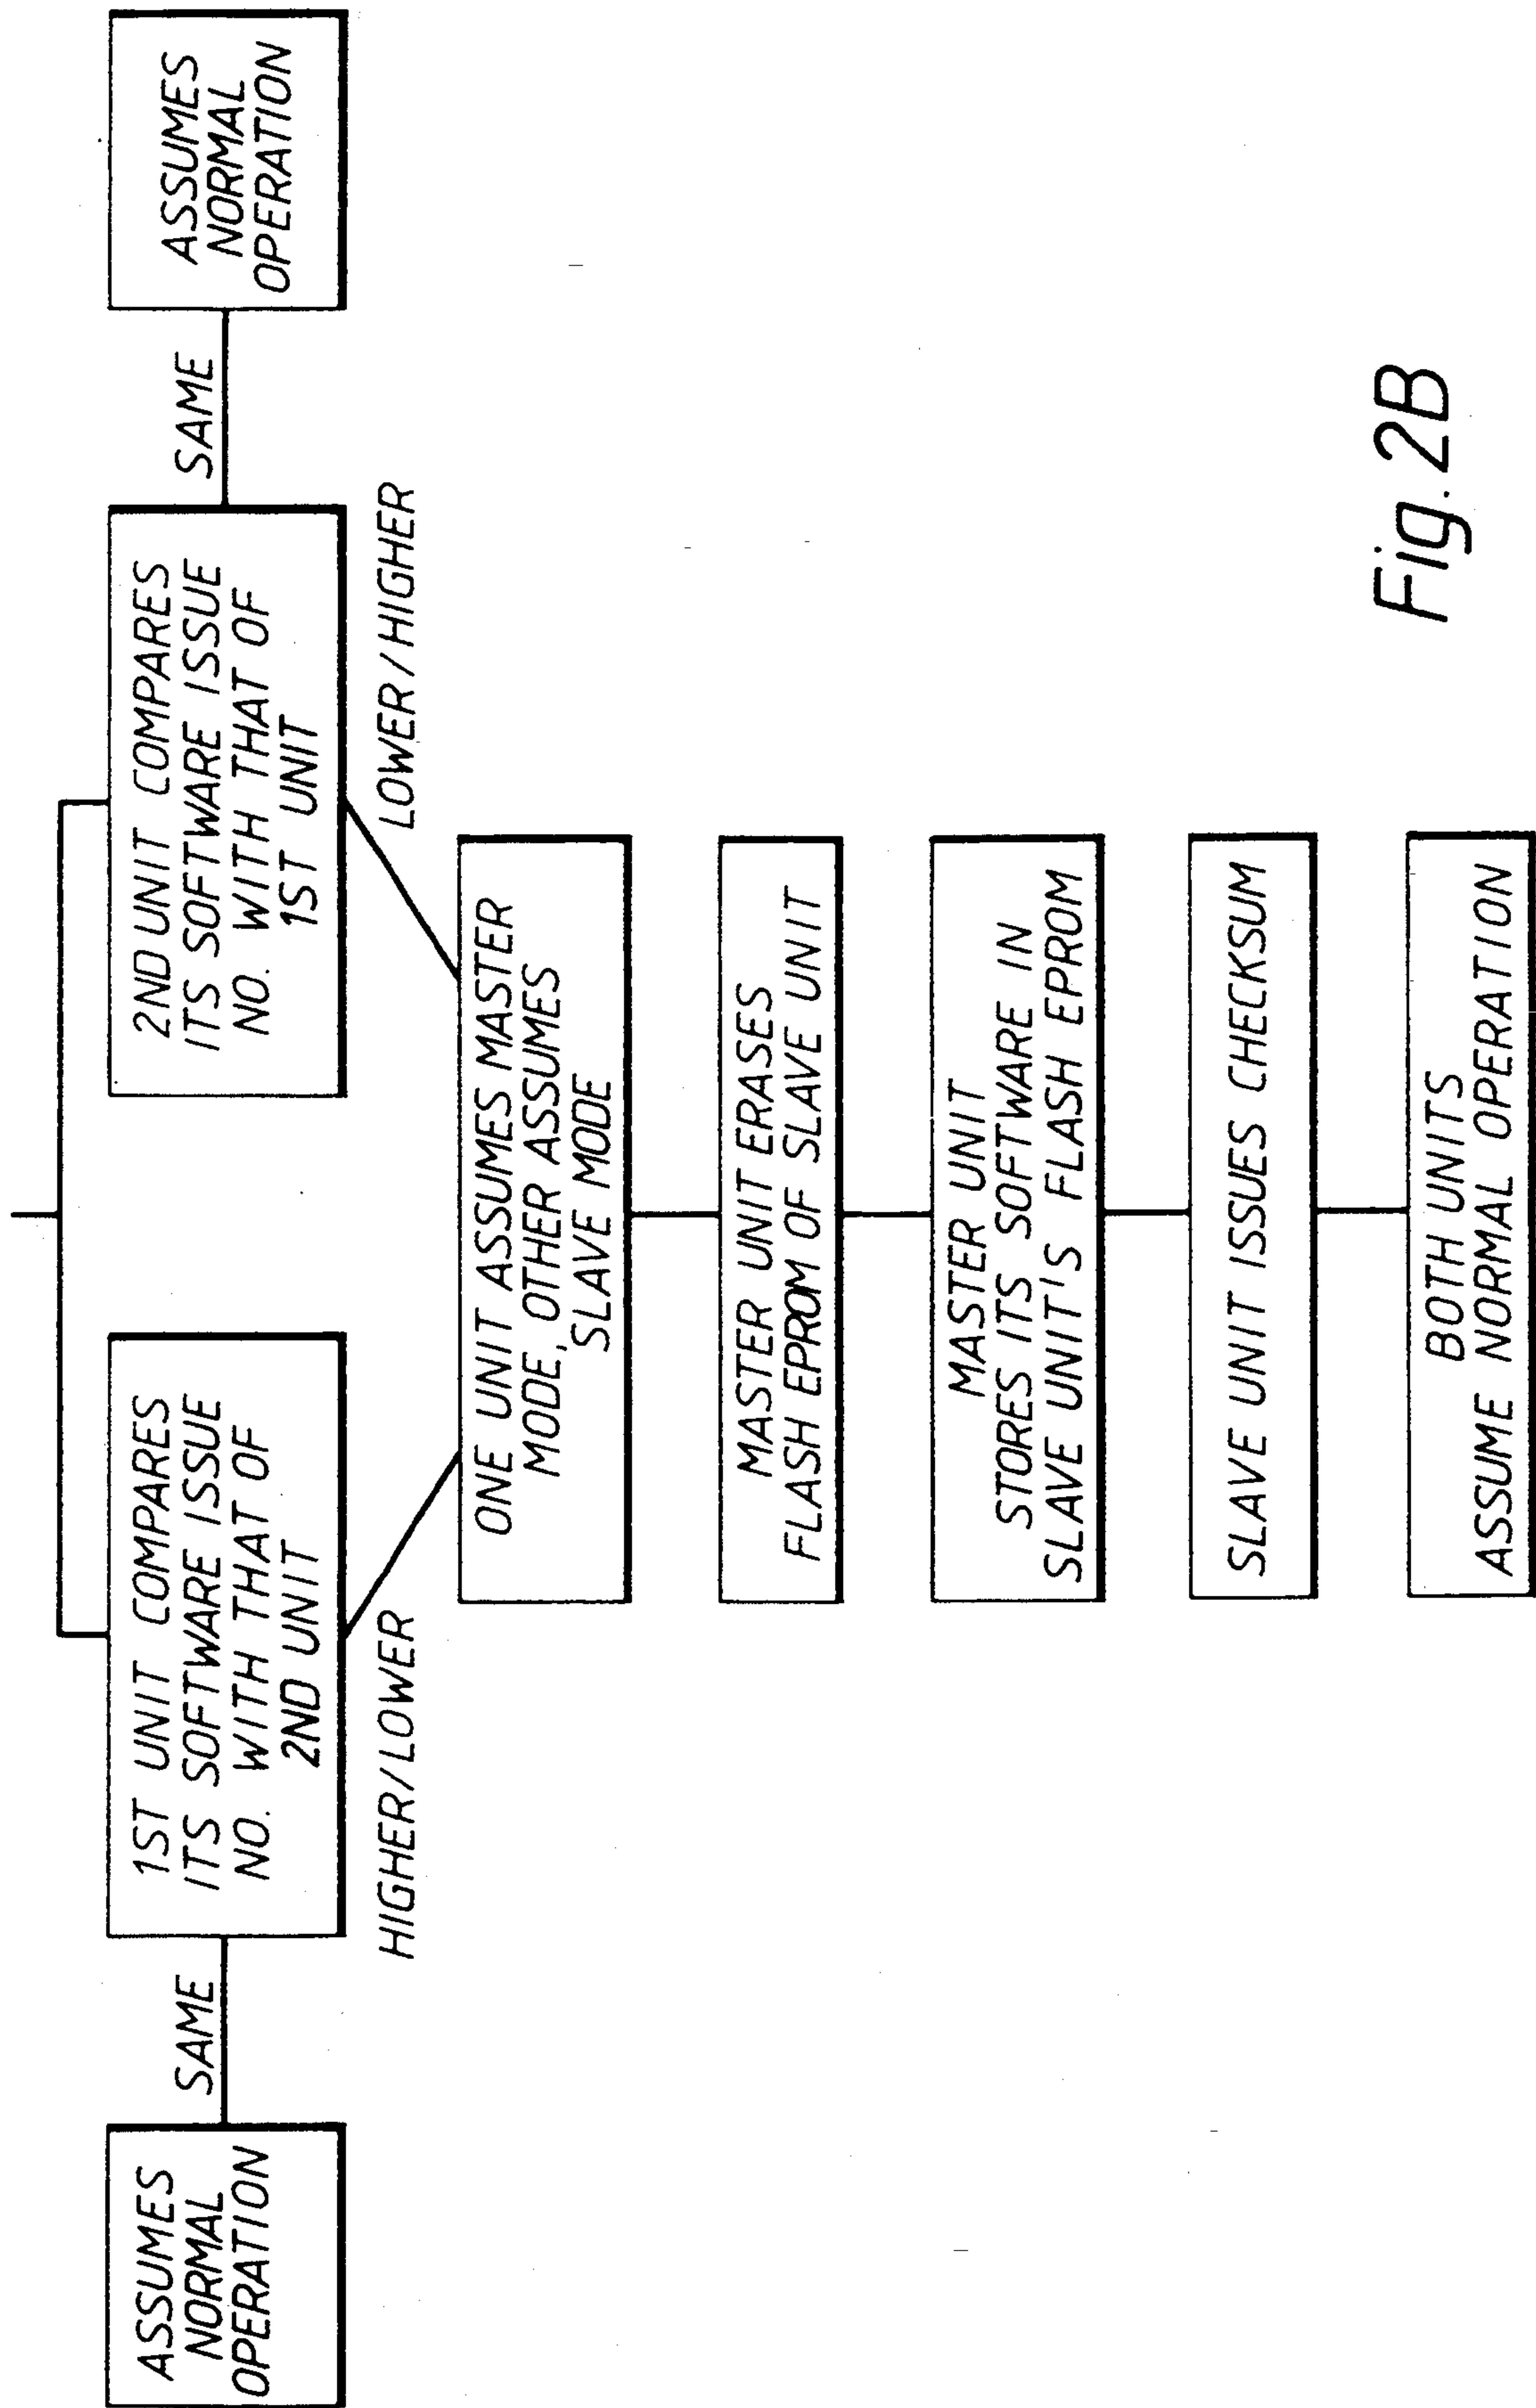 ASSUMES
NORMAL
OPERATION
SAME
1ST UNIT COMPARES
ITS SOFTWARE ISSUE
NO. WITH THAT OF
2ND UNIT
2ND UNIT COMPARES
ITS SOFTWARE ISSUE
NO. WITH THAT OF
1ST UNIT
SAME
ASSUMES
NORMAL
OPERATION
HIGHER/LOWER
LOWER/HIGHER
ONE UNIT ASSUMES MASTER
MODE, OTHER ASSUMES
SLAVE MODE
MASTER UNIT ERASES
FLASH EPROM OF SLAVE UNIT
MASTER UNIT
STORES ITS SOFTWARE IN
SLAVE UNIT'S FLASH EPROM
SLAVE UNIT ISSUES CHECKSUM
BOTH UNITS
ASSUME NORMAL OPERATION
Fig. 2B